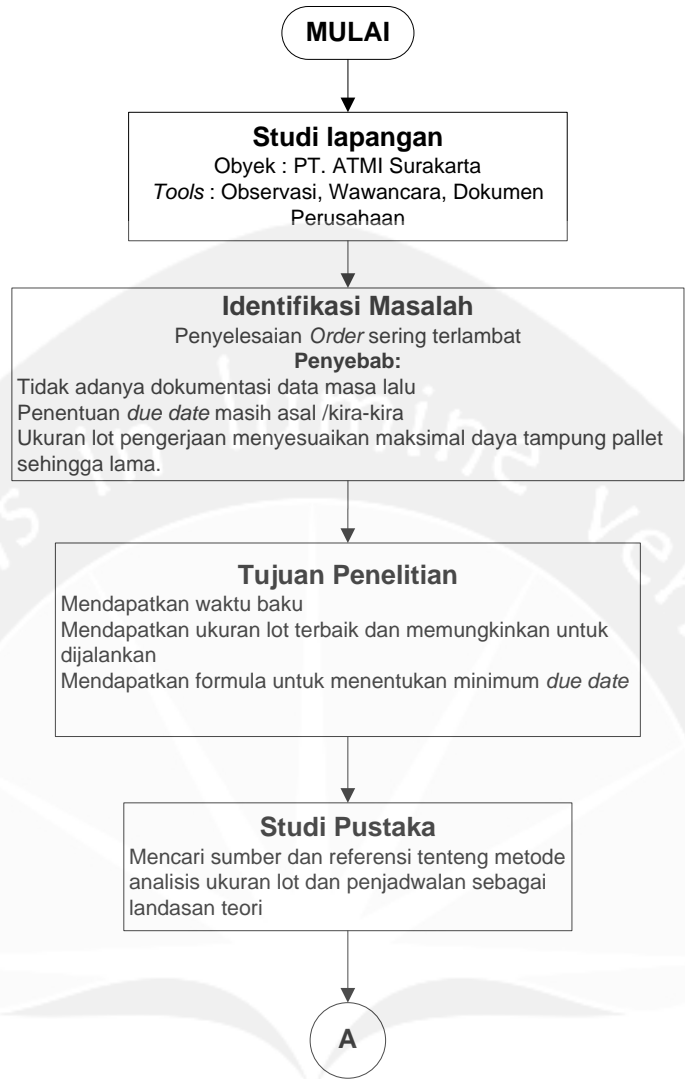 MULAI
Studi lapangan
Obyek : PT. ATMI Surakarta
Tools : Observasi, Wawancara, Dokumen
Perusahaan
Identifikasi Masalah
Penyelesaian Order sering terlambat
Penyebab:
Tidak adanya dokumentasi data masa lalu
Penentuan due date masih asal /kira-kira
Ukuran lot pengerjaan menyesuaikan maksimal daya tampung pallet
sehingga lama.
Tujuan Penelitian
Mendapatkan waktu baku
Mendapatkan ukuran lot terbaik dan memungkinkan untuk
dijalankan
Mendapatkan formula untuk menentukan minimum due date
Studi Pustaka
Mencari sumber dan referensi tenteng metode
analisis ukuran lot dan penjadwalan sebagai
landasan teori
A
s in lumine ver